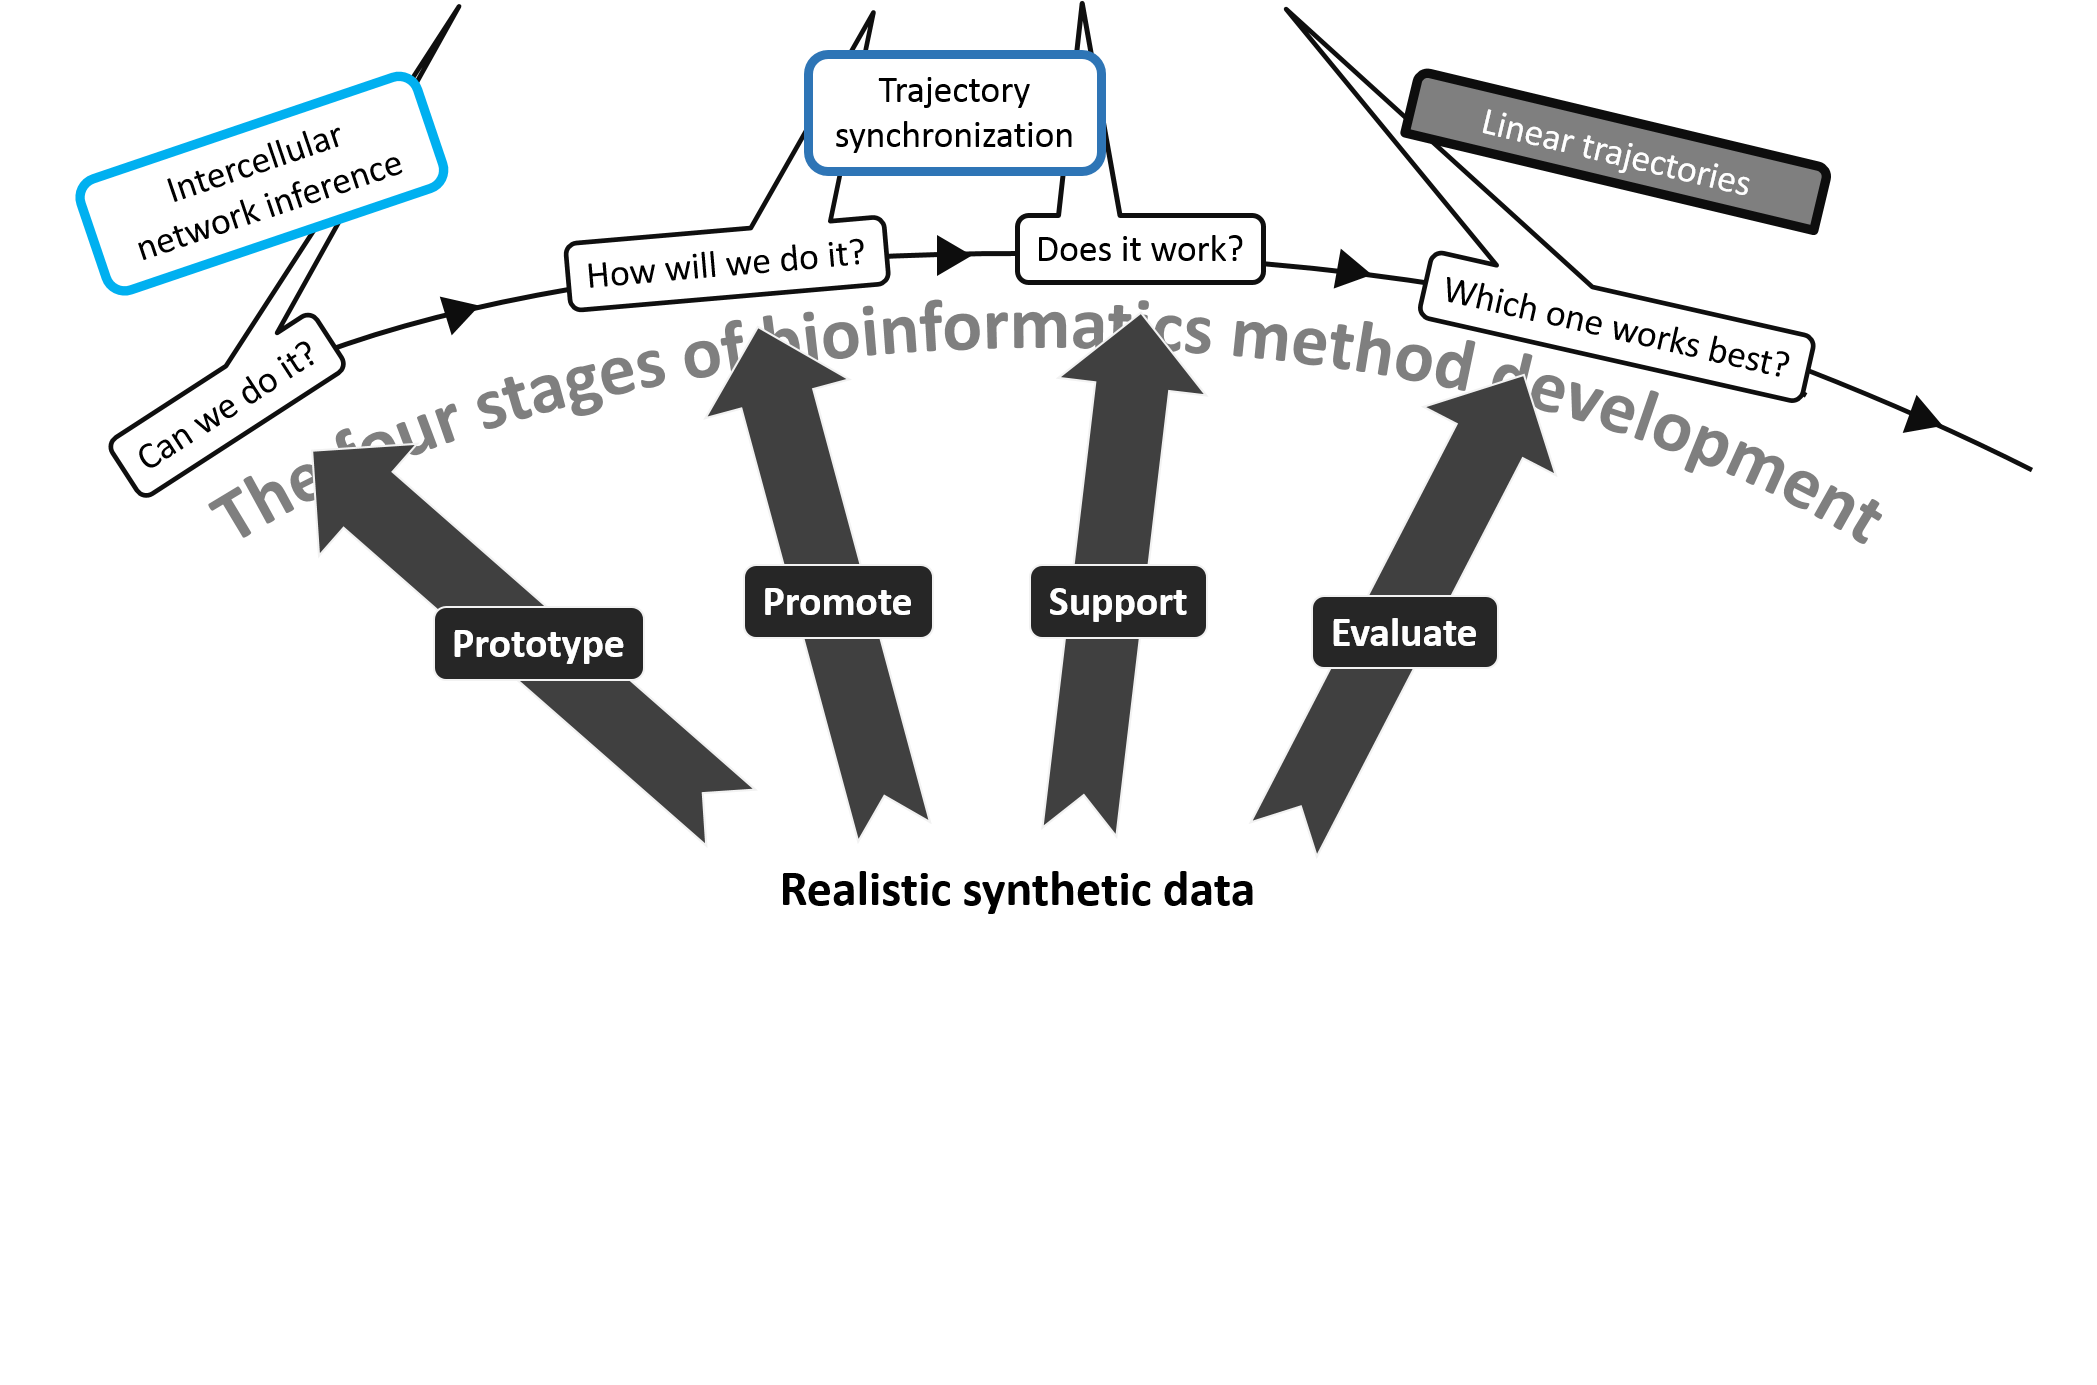 Intercellular
network inference
Trajectory
synchronization
Linear trajectories
Can we do it?
How will we do it?
Does it work?
Which one works best?
The four stages of bioinformatics method development
Prototype
Promote
Support
Evaluate
Realistic synthetic data